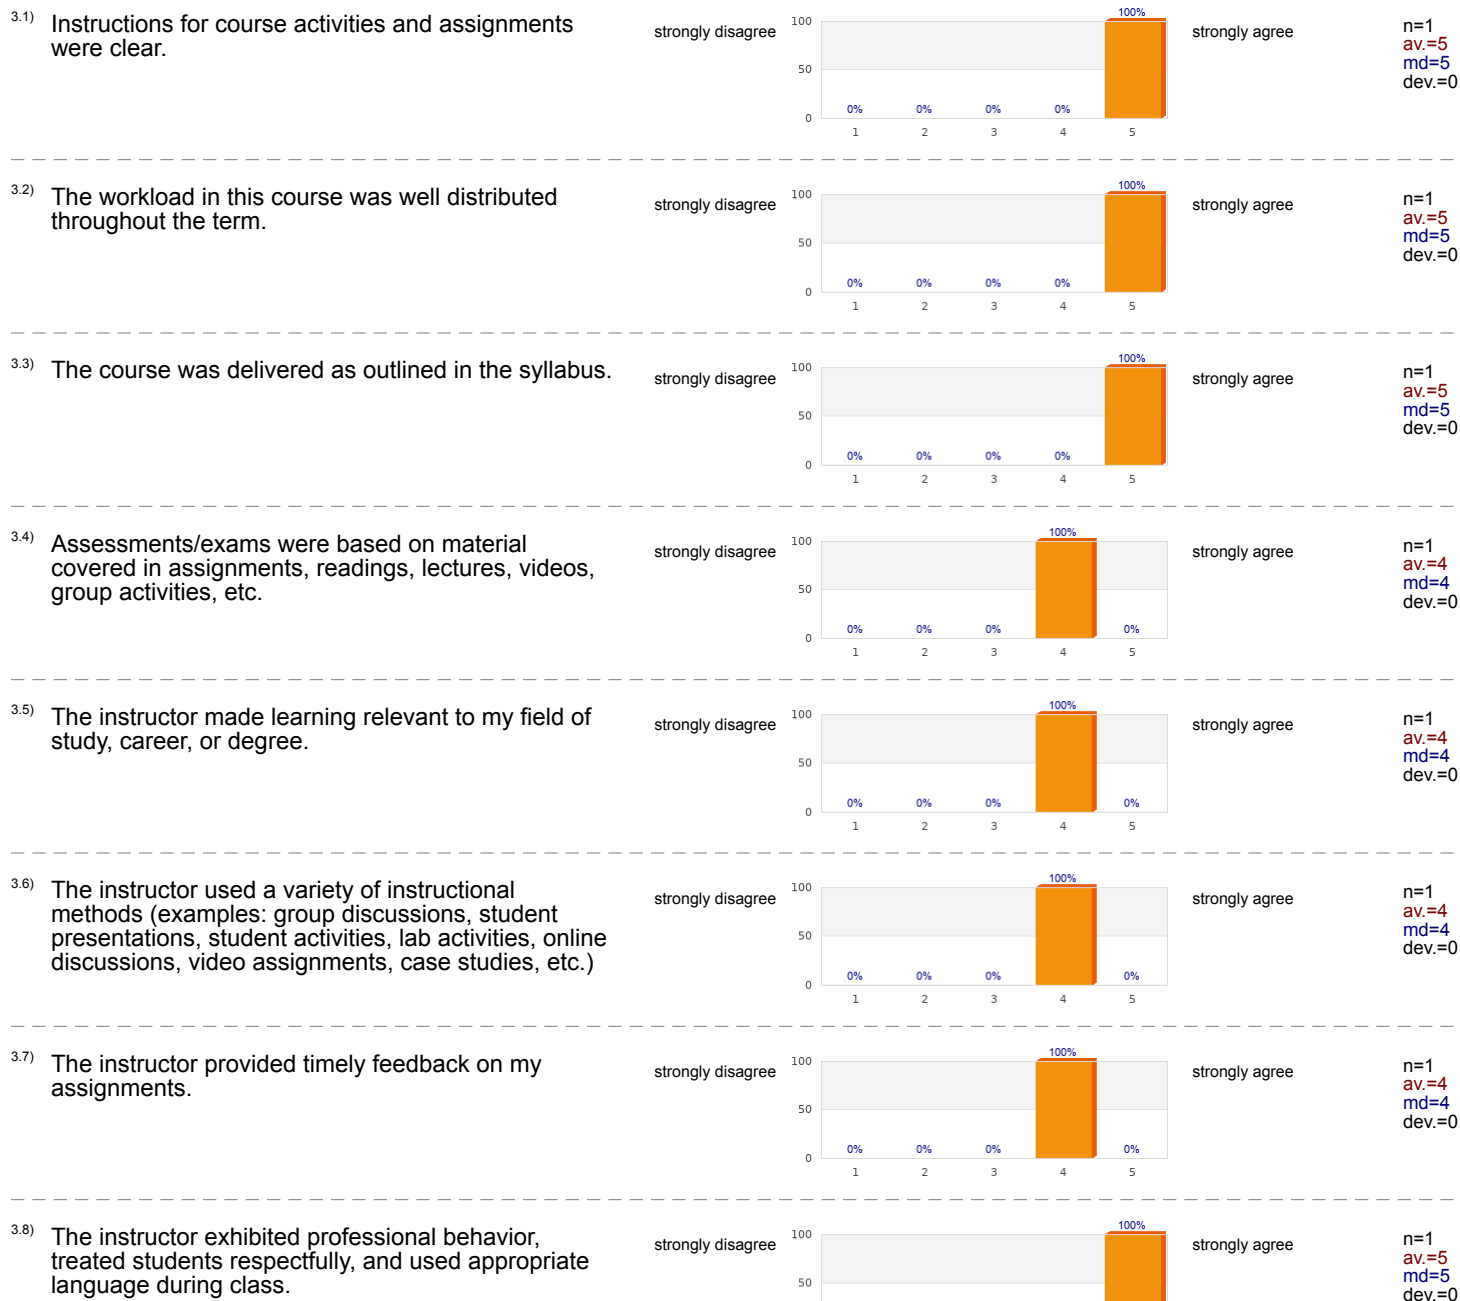 3.1) Instructions for course activities and assignments
were clear.
strongly disagree
100
50
0
0% 0% 0% 0% 100%
1 2 3 4 5
strongly agree
n=1
av.=5
md=5
dev.=0
3.2) The workload in this course was well distributed
throughout the term.
strongly disagree
100
50
0
0% 0% 0% 0% 100%
1 2 3 4 5
strongly agree
n=1
av.=5
md=5
dev.=0
3.3) The course was delivered as outlined in the syllabus.
strongly disagree
100
50
0
0% 0% 0% 0% 100%
1 2 3 4 5
strongly agree
n=1
av.=5
md=5
dev.=0
3.4) Assessments/exams were based on material
covered in assignments, readings, lectures, videos,
group activities, etc.
strongly disagree
100
50
0
0% 0% 0% 100% 0%
1 2 3 4 5
strongly agree
n=1
av.=4
md=4
dev.=0
3.5) The instructor made learning relevant to my field of
study, career, or degree.
strongly disagree
100
50
0
0% 0% 0% 100% 0%
1 2 3 4 5
strongly agree
n=1
av.=4
md=4
dev.=0
3.6) The instructor used a variety of instructional
methods (examples: group discussions, student
presentations, student activities, lab activities, online
discussions, video assignments, case studies, etc.)
strongly disagree
100
50
0
0% 0% 0% 100% 0%
1 2 3 4 5
strongly agree
n=1
av.=4
md=4
dev.=0
3.7) The instructor provided timely feedback on my
assignments.
strongly disagree
100
50
0
0% 0% 0% 100% 0%
1 2 3 4 5
strongly agree
n=1
av.=4
md=4
dev.=0
3.8) The instructor exhibited professional behavior,
treated students respectfully, and used appropriate
language during class.
strongly disagree
100
50
100%
strongly agree
n=1
av.=5
md=5
dev.=0